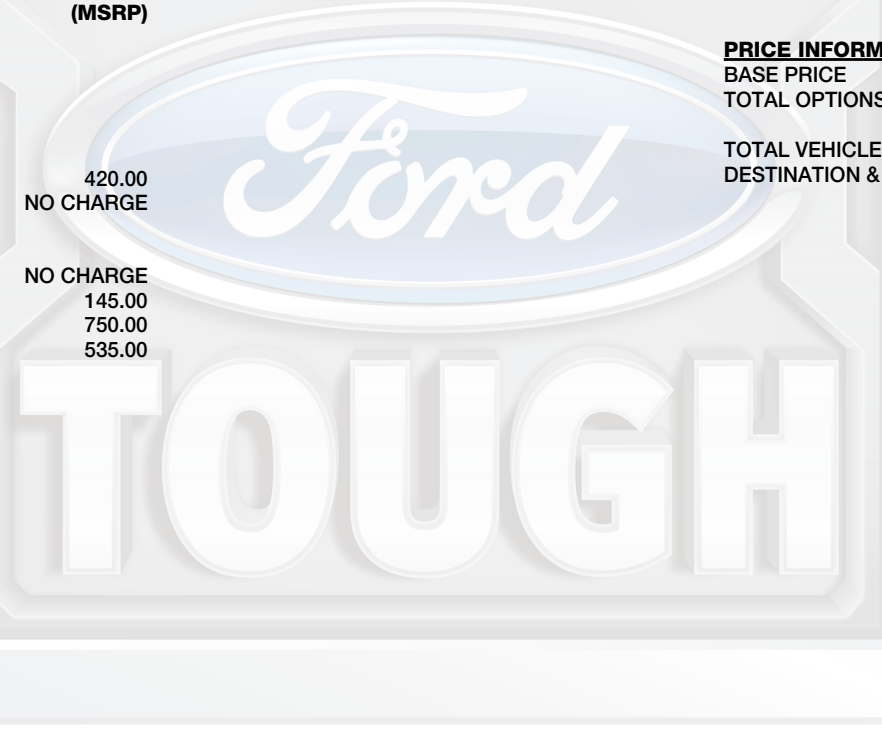 (MSRP)
420.00
NO CHARGE
NO CHARGE
145.00
750.00
535.00
PRICE INFORM
BASE PRICE
TOTAL OPTIONS
TOTAL VEHICLE
DESTINATION &
Ford
TOUGH